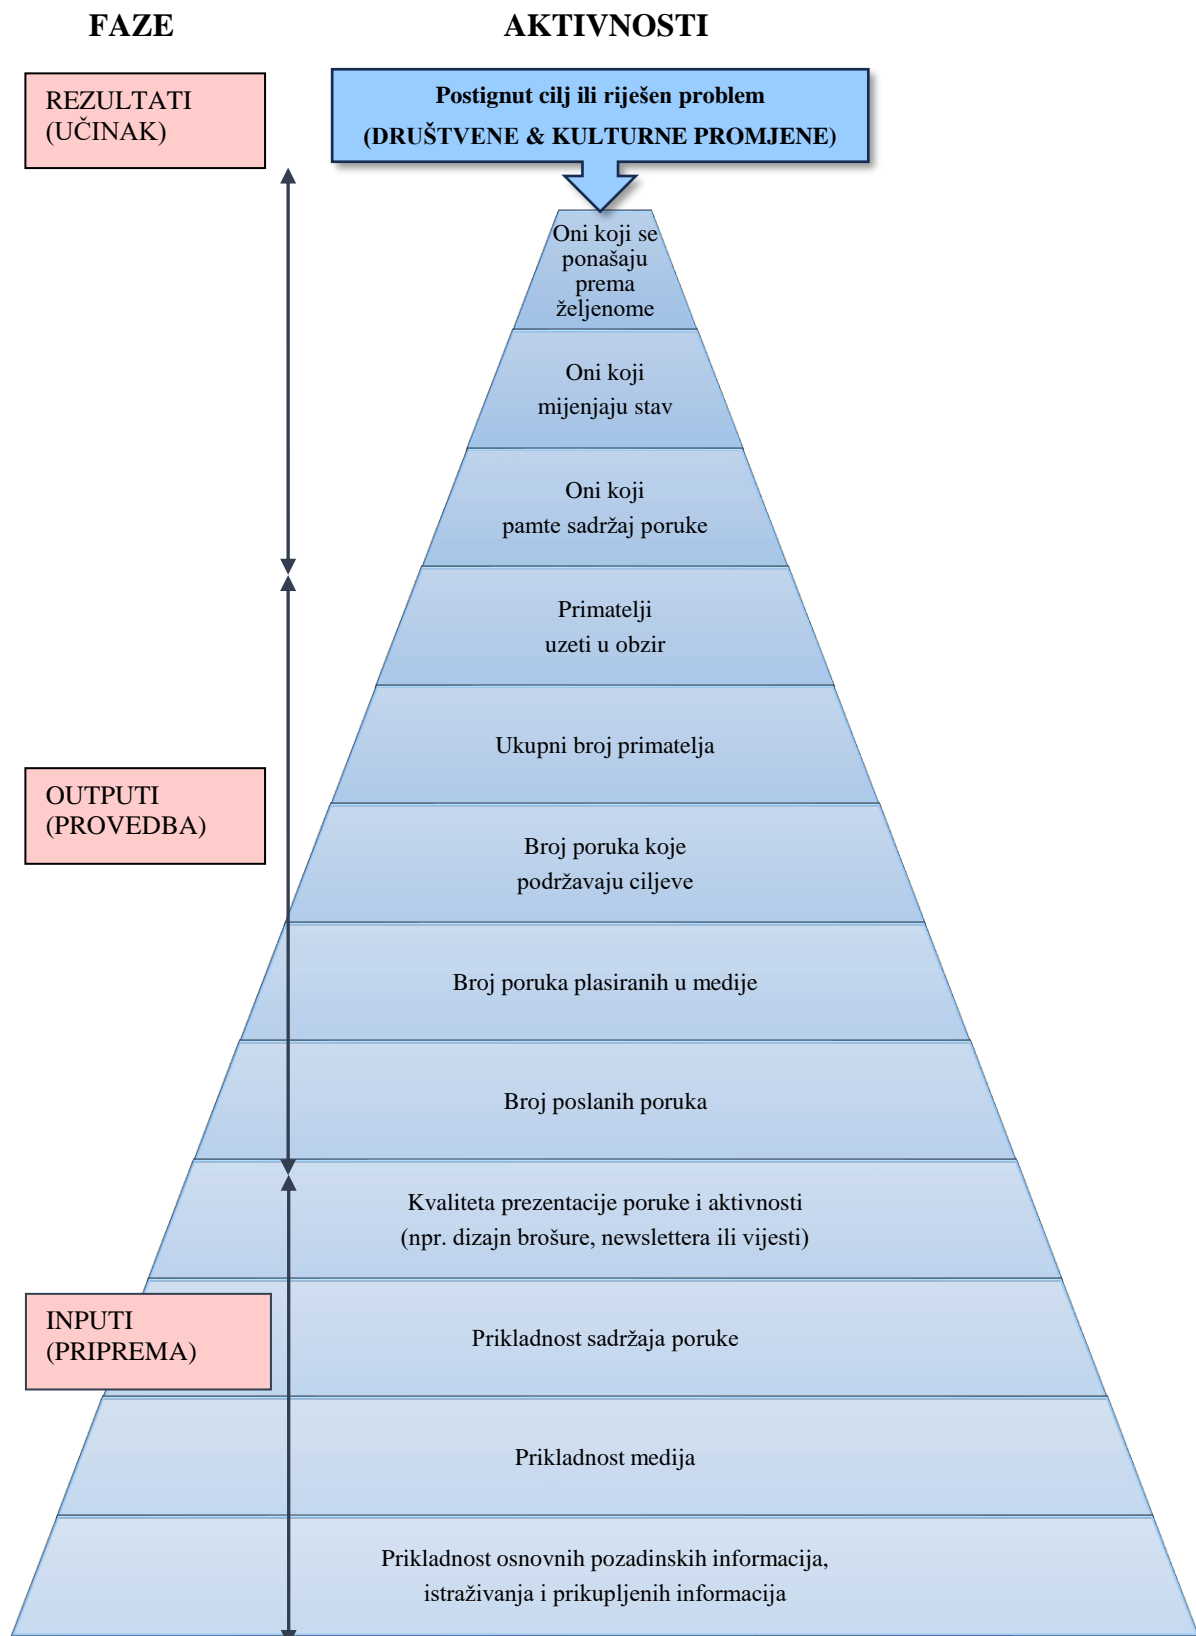 FAZE
AKTIVNOSTI
REZULTATI
(UČINAK)
Postignut cilj ili riješen problem
(DRUŠTVENE & KULTURNE PROMJENE)
Oni koji se
ponašaju
prema
željenome
Oni koji
mijenjaju stav
Oni koji
pamte sadržaj poruke
Primatelji
uzeti u obzir
Ukupni broj primatelja
OUTPUTI
(PROVEDBA)
Broj poruka koje
podržavaju ciljeve
Broj poruka plasiranih u medije
Broj poslanih poruka
Kvaliteta prezentacije poruke i aktivnosti
(npr. dizajn brošure, newslettera ili vijesti)
INPUTI
(PRIPREMA)
Prikladnost sadržaja poruke
Prikladnost medija
Prikladnost osnovnih pozadinskih informacija,
istraživanja i prikupljenih informacija